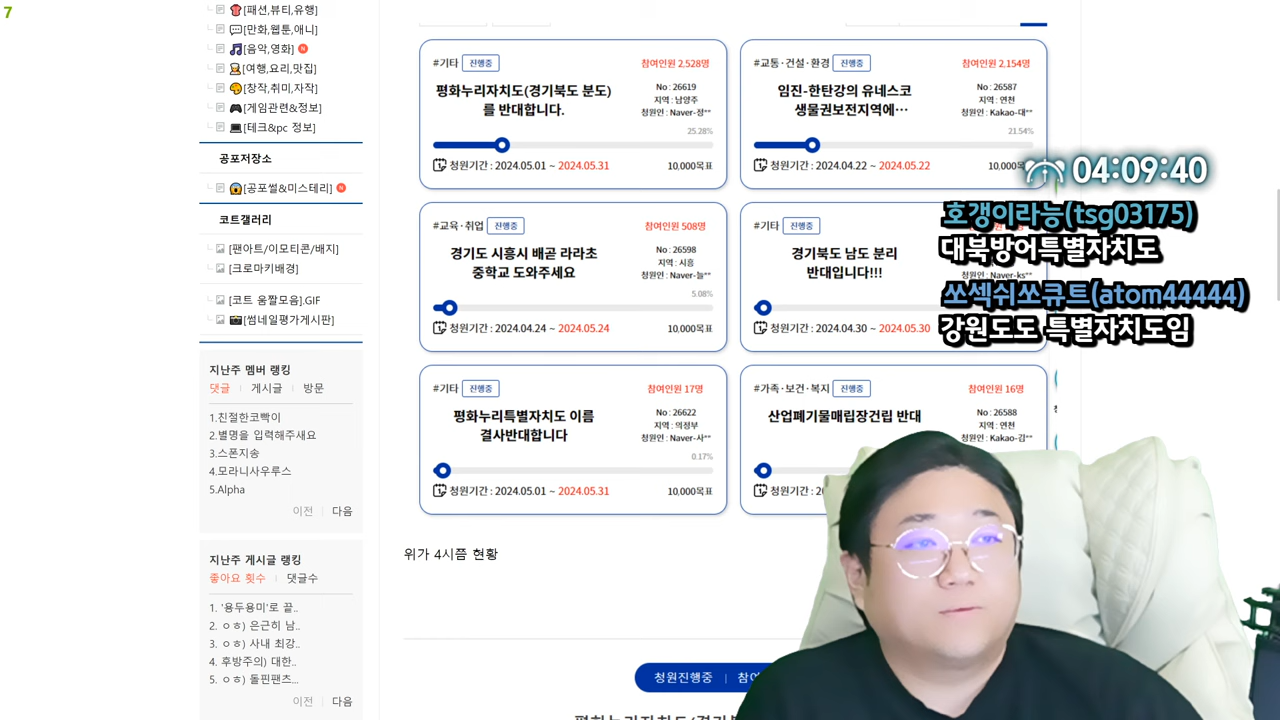 7
[패션,뷰티,유행]
[만화,웹툰,애니]
[음악,영화] N
[여행,요리,맛집]
[창작,취미,자작]
[게임관련&정보]
[테크&pc 정보]
공포저장소
[공포썰&미스테리] N
코트갤러리
[팬아트/이모티콘/배지]
[크로마키배경]
[코트 움짤모음].GIF
[썸네일평가게시판]
지난주 멤버 랭킹
댓글 게시글 방문
1.친절한코빡이
2.별명을 입력해주세요
3.스폰지송
4.모라니사우루스
5.Alpha
이전 다음
지난주 게시글 랭킹
좋아요 횟수 댓글수
1. '용두용미'로 끝..
2. ㅇㅎ) 은근히 남..
3. ㅇㅎ) 사내 최강..
4. 후방주의) 대한..
5. ㅇㅎ) 돌핀팬츠...
이전 다음
#기타 진행중 참여인원 2,528명
평화누리자치도(경기북도 분도)
를 반대합니다.
No : 26619
지역 : 남양주
청원인 : Naver-정**
25.28%
청원기간 : 2024.05.01 ~ 2024.05.31 10,000목표
#교통·건설·환경 진행중 참여인원 2,154명
임진-한탄강의 유네스코
생물권보전지역에…
No : 26587
지역 : 연천
청원인 : Kakao-대**
21.54%
청원기간 : 2024.04.22 ~ 2024.05.22 10,000목
04:09:40
호갱이라능(tsg03175)
대북방어특별자치도
쏘섹쉬쏘큐트(atom44444)
강원도도 특별자치도임
#교육·취업 진행중 참여인원 508명
경기도 시흥시 배곧 라라초
중학교 도와주세요
No : 26598
지역 : 시흥
청원인 : Naver-늘**
5.08%
청원기간 : 2024.04.24 ~ 2024.05.24 10,000목표
#기타 진행중
경기북도 남도 분리
반대입니다!!!
청원인 : Naver-ks**
청원기간 : 2024.04.30 ~ 2024.05.30
#기타 진행중 참여인원 17명
평화누리특별자치도 이름
결사반대합니다
No : 26622
지역 : 의정부
청원인 : Naver-사**
0.17%
청원기간 : 2024.05.01 ~ 2024.05.31 10,000목표
#가족·보건·복지 진행중 참여인원 16명
산업폐기물매립장건립 반대
No : 26588
지역 : 연천
청원인 : Kakao-김**
청원기간 : 2
위가 4시쯤 현황
청원진행중 참여